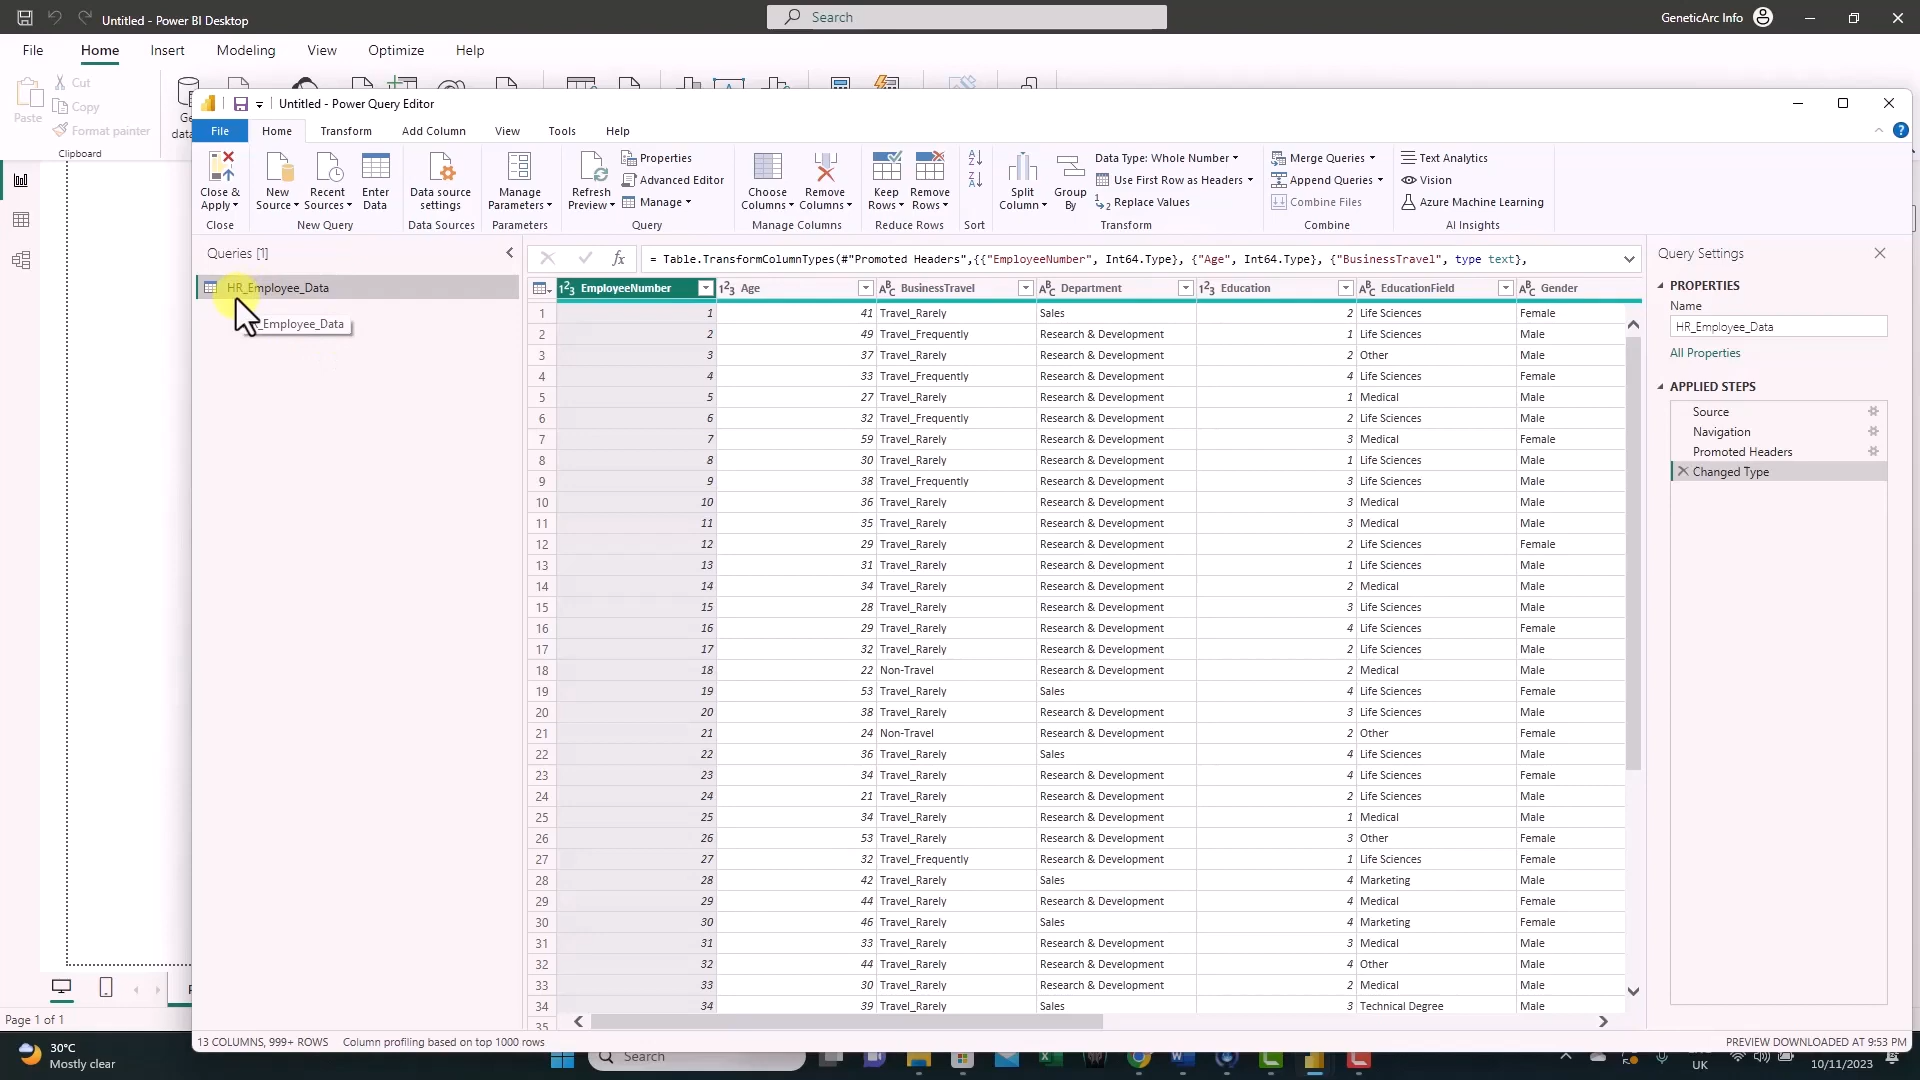 Untitled - Power BI Desktop
Search
GeneticArc Info
File Home Insert Modeling View Optimize Help
Cut
Copy
Paste
Format painter
Clipboard
Untitled - Power Query Editor
File Home Transform Add Column View Tools Help
Close & Apply
Close
New Source
Recent Sources
Enter Data
New Query
Data source settings
Data Sources
Manage Parameters
Parameters
Refresh Preview
Properties
Advanced Editor
Manage
Query
Choose Columns
Remove Columns
Manage Columns
Keep Rows
Remove Rows
Reduce Rows
Sort
Split Column
Group By
Data Type: Whole Number
Use First Row as Headers
Replace Values
Transform
Merge Queries
Append Queries
Combine Files
Combine
Text Analytics
Vision
Azure Machine Learning
AI Insights
Queries [1]
HR_Employee_Data
_Employee_Data
= Table.TransformColumnTypes(#"Promoted Headers",{{"EmployeeNumber", Int64.Type}, {"Age", Int64.Type}, {"BusinessTravel", type text},
EmployeeNumber Age BusinessTravel Department Education EducationField Gender
1 1 41 Travel_Rarely Sales 2 Life Sciences Female
2 2 49 Travel_Frequently Research & Development 1 Life Sciences Male
3 3 37 Travel_Rarely Research & Development 2 Other Male
4 4 33 Travel_Frequently Research & Development 4 Life Sciences Female
5 5 27 Travel_Rarely Research & Development 1 Medical Male
6 6 32 Travel_Frequently Research & Development 2 Life Sciences Male
7 7 59 Travel_Rarely Research & Development 3 Medical Female
8 8 30 Travel_Rarely Research & Development 1 Life Sciences Male
9 9 38 Travel_Frequently Research & Development 3 Life Sciences Male
10 10 36 Travel_Rarely Research & Development 3 Medical Male
11 11 35 Travel_Rarely Research & Development 3 Medical Male
12 12 29 Travel_Rarely Research & Development 2 Life Sciences Female
13 13 31 Travel_Rarely Research & Development 1 Life Sciences Male
14 14 34 Travel_Rarely Research & Development 2 Medical Male
15 15 28 Travel_Rarely Research & Development 3 Life Sciences Male
16 16 29 Travel_Rarely Research & Development 4 Life Sciences Female
17 17 32 Travel_Rarely Research & Development 2 Life Sciences Male
18 18 22 Non-Travel Research & Development 2 Medical Male
19 19 53 Travel_Rarely Sales 4 Life Sciences Female
20 20 38 Travel_Rarely Research & Development 3 Life Sciences Male
21 21 24 Non-Travel Research & Development 2 Other Female
22 22 36 Travel_Rarely Sales 4 Life Sciences Male
23 23 34 Travel_Rarely Research & Development 4 Life Sciences Female
24 24 21 Travel_Rarely Research & Development 2 Life Sciences Male
25 25 34 Travel_Rarely Research & Development 1 Medical Male
26 26 53 Travel_Rarely Research & Development 3 Other Female
27 27 32 Travel_Frequently Research & Development 1 Life Sciences Female
28 28 42 Travel_Rarely Sales 4 Marketing Male
29 29 44 Travel_Rarely Research & Development 4 Medical Female
30 30 46 Travel_Rarely Sales 4 Marketing Female
31 31 33 Travel_Rarely Research & Development 3 Medical Male
32 32 44 Travel_Rarely Research & Development 4 Other Male
33 33 30 Travel_Rarely Research & Development 2 Medical Male
34 34 39 Travel_Rarely Sales 3 Technical Degree Male
35
Query Settings
PROPERTIES
Name
HR_Employee_Data
All Properties
APPLIED STEPS
Source
Navigation
Promoted Headers
Changed Type
Page 1 of 1
13 COLUMNS, 999+ ROWS Column profiling based on top 1000 rows
PREVIEW DOWNLOADED AT 9:53 PM
30°C
Mostly clear
Search
UK
10/11/2023